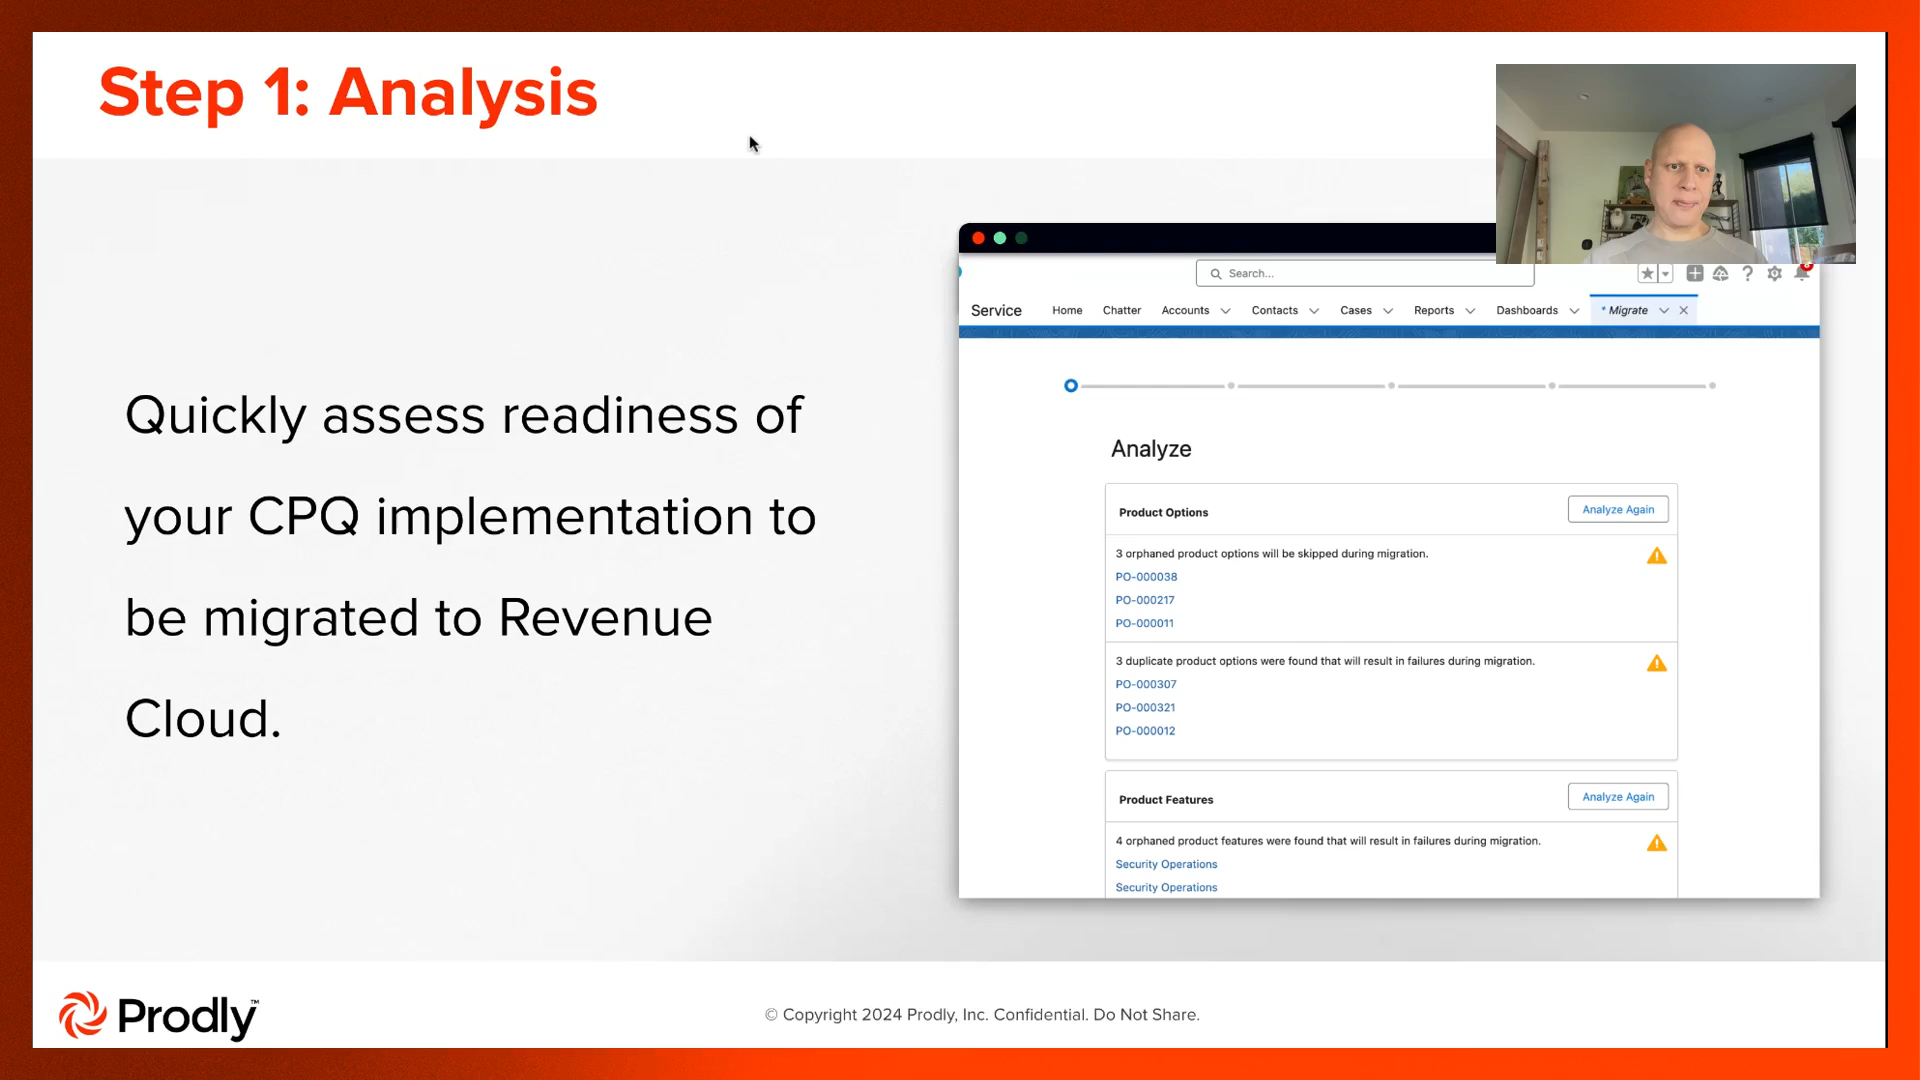 Step 1: Analysis
Quickly assess readiness of
your CPQ implementation to
be migrated to Revenue
Cloud.
Search...
Service
Home
Chatter
Accounts
Contacts
Cases
Reports
Dashboards
* Migrate
Analyze
Product Options
Analyze Again
3 orphaned product options will be skipped during migration.
PO-000038
PO-000217
PO-000011
3 duplicate product options were found that will result in failures during migration.
PO-000307
PO-000321
PO-000012
Product Features
Analyze Again
4 orphaned product features were found that will result in failures during migration.
Security Operations
Security Operations
Prodly™
© Copyright 2024 Prodly, Inc. Confidential. Do Not Share.